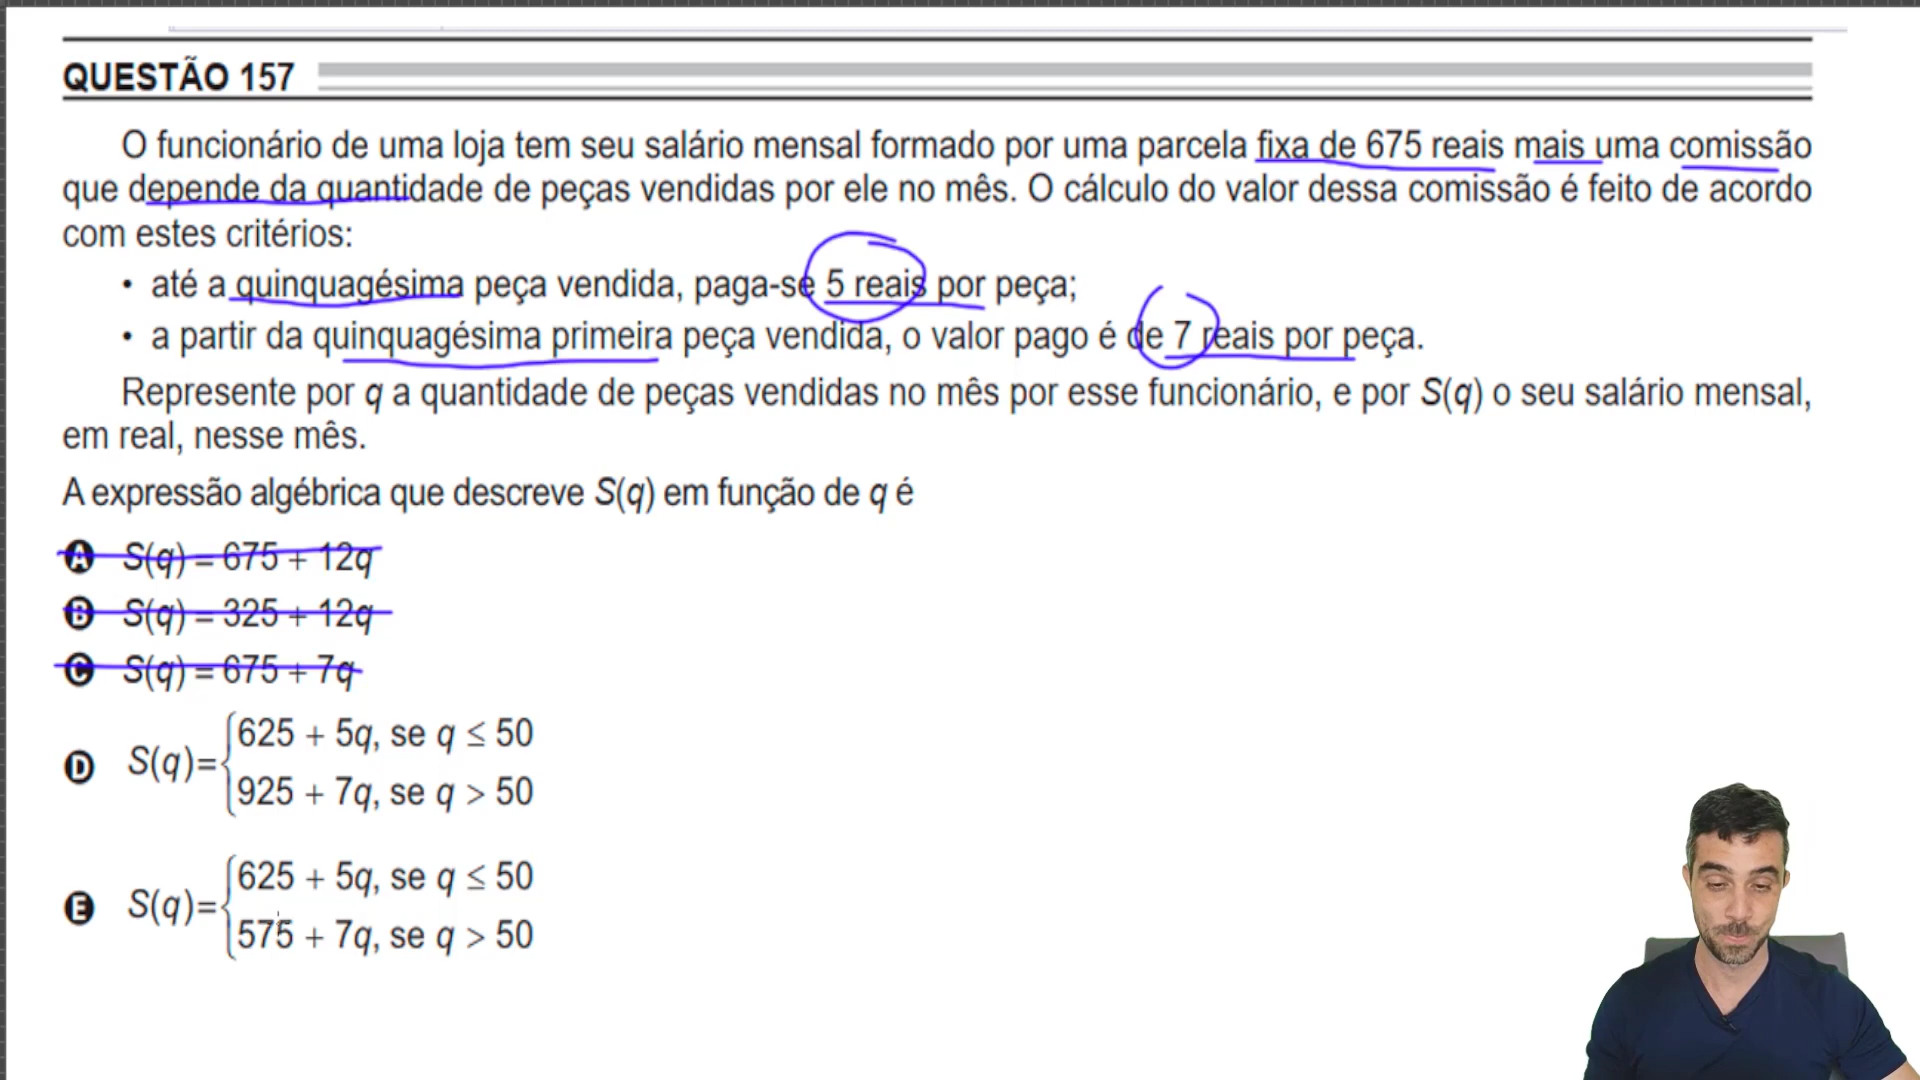 QUESTÃO 157
O funcionário de uma loja tem seu salário mensal formado por uma parcela fixa de 675 reais mais uma comissão
que depende da quantidade de peças vendidas por ele no mês. O cálculo do valor dessa comissão é feito de acordo
com estes critérios:
• até a quinquagésima peça vendida, paga-se 5 reais por peça;
• a partir da quinquagésima primeira peça vendida, o valor pago é de 7 reais por peça.
Represente por q a quantidade de peças vendidas no mês por esse funcionário, e por S(q) o seu salário mensal,
em real, nesse mês.
A expressão algébrica que descreve S(q) em função de q é
A S(q) = 675 + 12q
B S(q) = 325 + 12q
C S(q) = 675 + 7q
625 + 5q, se q ≤ 50
D S(q)=
925 + 7q, se q > 50
625 + 5q, se q ≤ 50
E S(q)=
575 + 7q, se q > 50